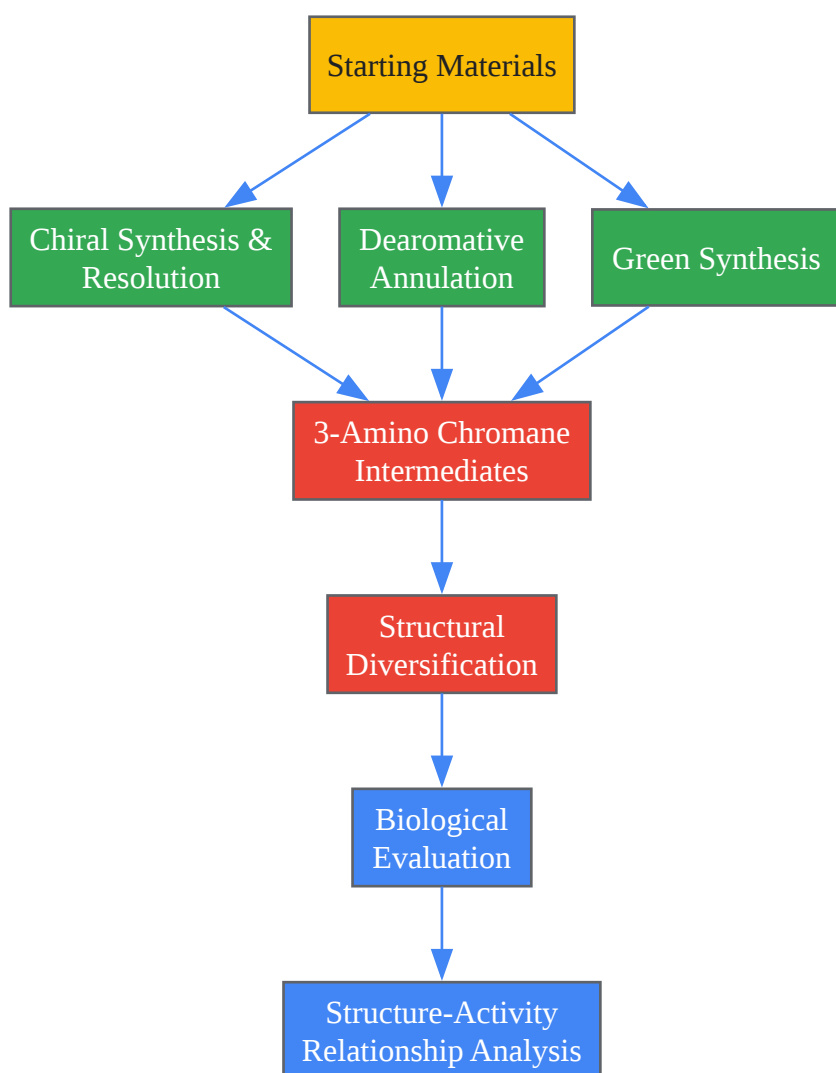 Starting Materials
Chiral Synthesis &
Resolution
Dearomative
Annulation
Green Synthesis
3-Amino Chromane
Intermediates
Structural
Diversification
Biological
Evaluation
Structure-Activity
Relationship Analysis